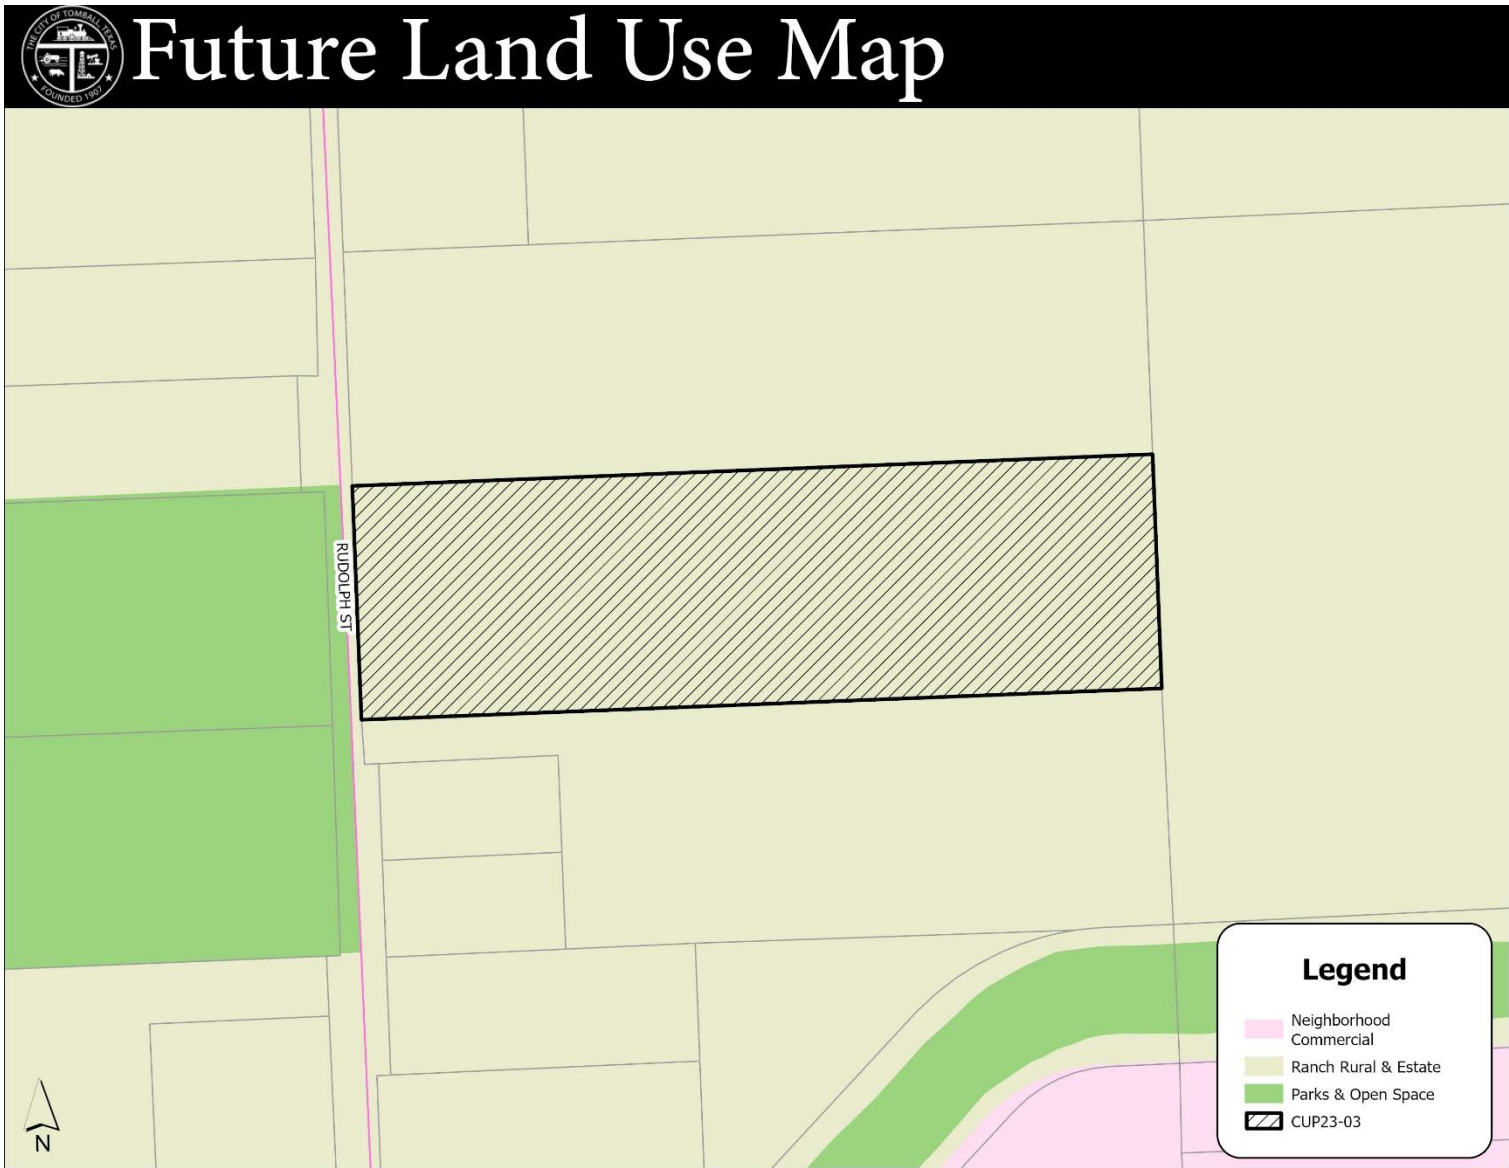 THE CITY OF TOMBALL, TEXAS
FOUNDED 1907
Future Land Use Map
RUDOLPH ST
Legend
Neighborhood
Commercial
Ranch Rural & Estate
Parks & Open Space
CUP23-03
N